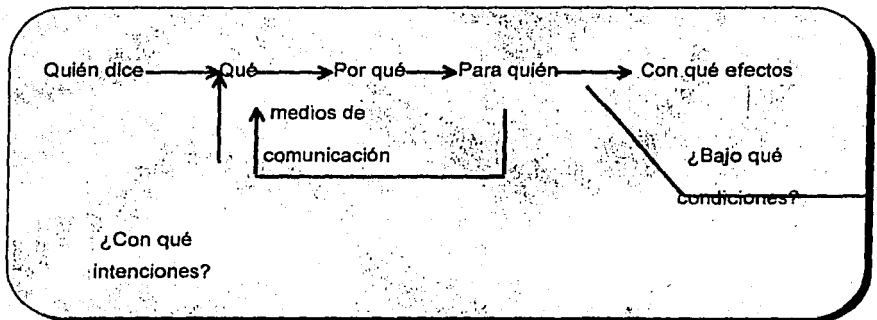 Quién dice Qué Por qué Para quién Con qué efectos
medios de
comunicación
¿Bajo qué
condiciones?
¿Con qué
intenciones?